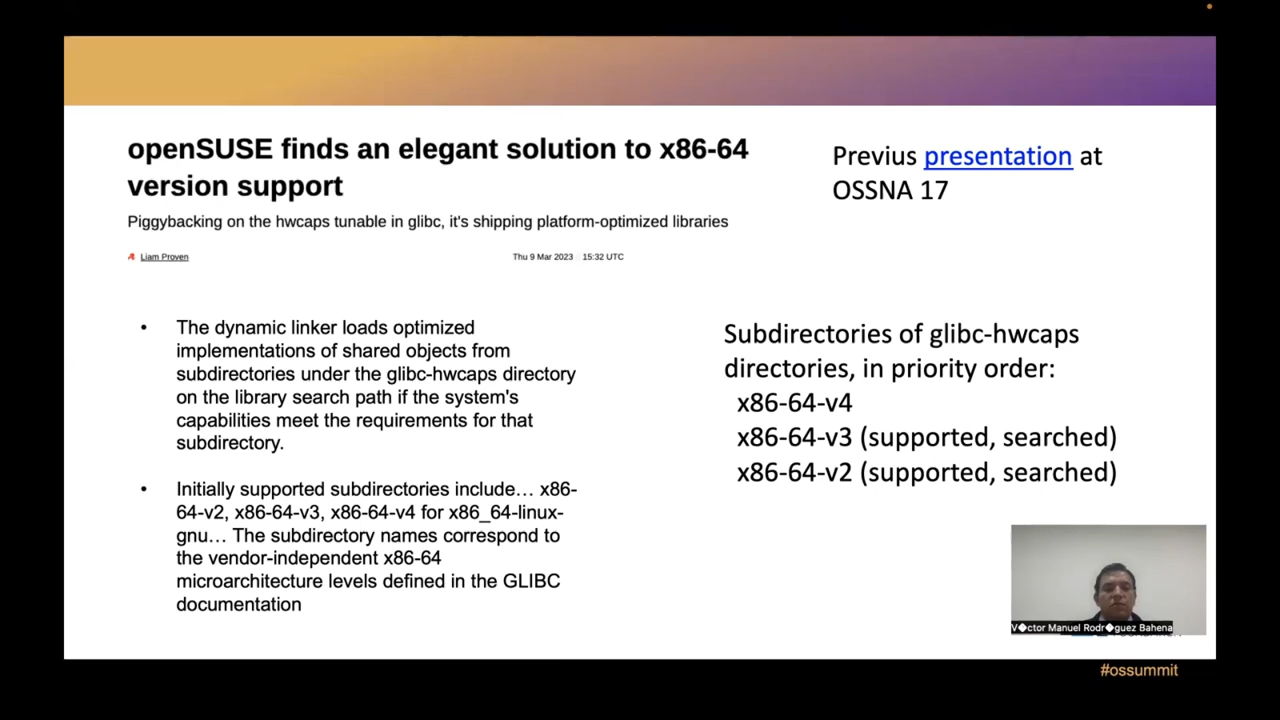 openSUSE finds an elegant solution to x86-64
version support
Piggybacking on the hwcaps tunable in glibc, it's shipping platform-optimized libraries
Liam Proven
Thu 9 Mar 2023 15:32 UTC
Previus presentation at
OSSNA 17
• The dynamic linker loads optimized
implementations of shared objects from
subdirectories under the glibc-hwcaps directory
on the library search path if the system's
capabilities meet the requirements for that
subdirectory.
• Initially supported subdirectories include… x86-
64-v2, x86-64-v3, x86-64-v4 for x86_64-linux-
gnu… The subdirectory names correspond to
the vendor-independent x86-64
microarchitecture levels defined in the GLIBC
documentation
Subdirectories of glibc-hwcaps
directories, in priority order:
x86-64-v4
x86-64-v3 (supported, searched)
x86-64-v2 (supported, searched)
V�ctor Manuel Rodr�guez Bahena
#ossummit